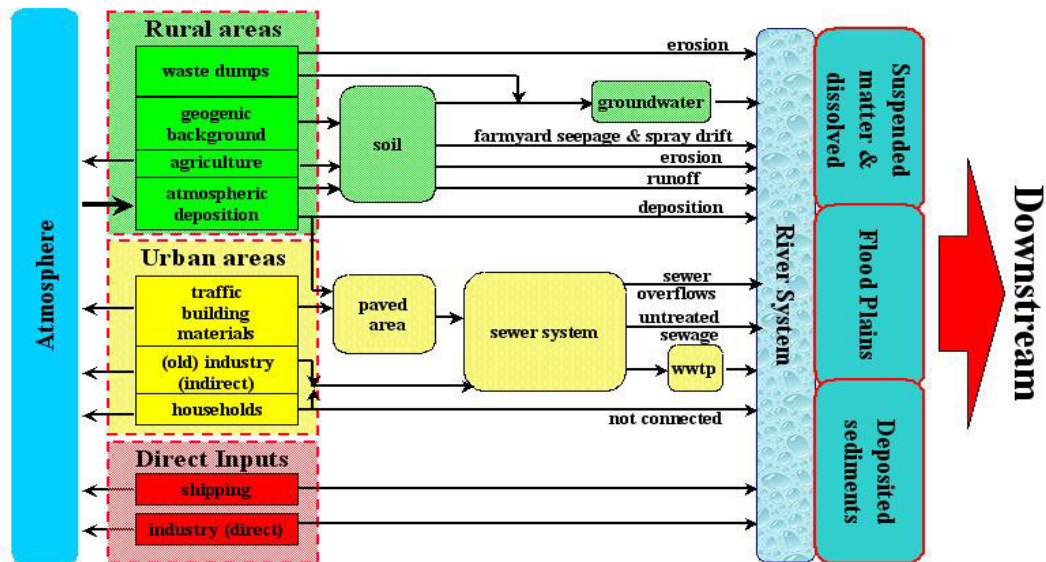 Atmosphere
Rural areas
waste dumps
geogenic
background
agriculture
atmospheric
deposition
soil
groundwater
erosion
farmyard seepage & spray drift
erosion
runoff
deposition
Urban areas
traffic
building
materials
(old) industry
(indirect)
households
paved
area
sewer system
sewer
overflows
untreated
sewage
wwtp
not connected
Direct Inputs
shipping
industry (direct)
River System
Suspended
matter &
dissolved
Flood Plains
Deposited
sediments
Downstream